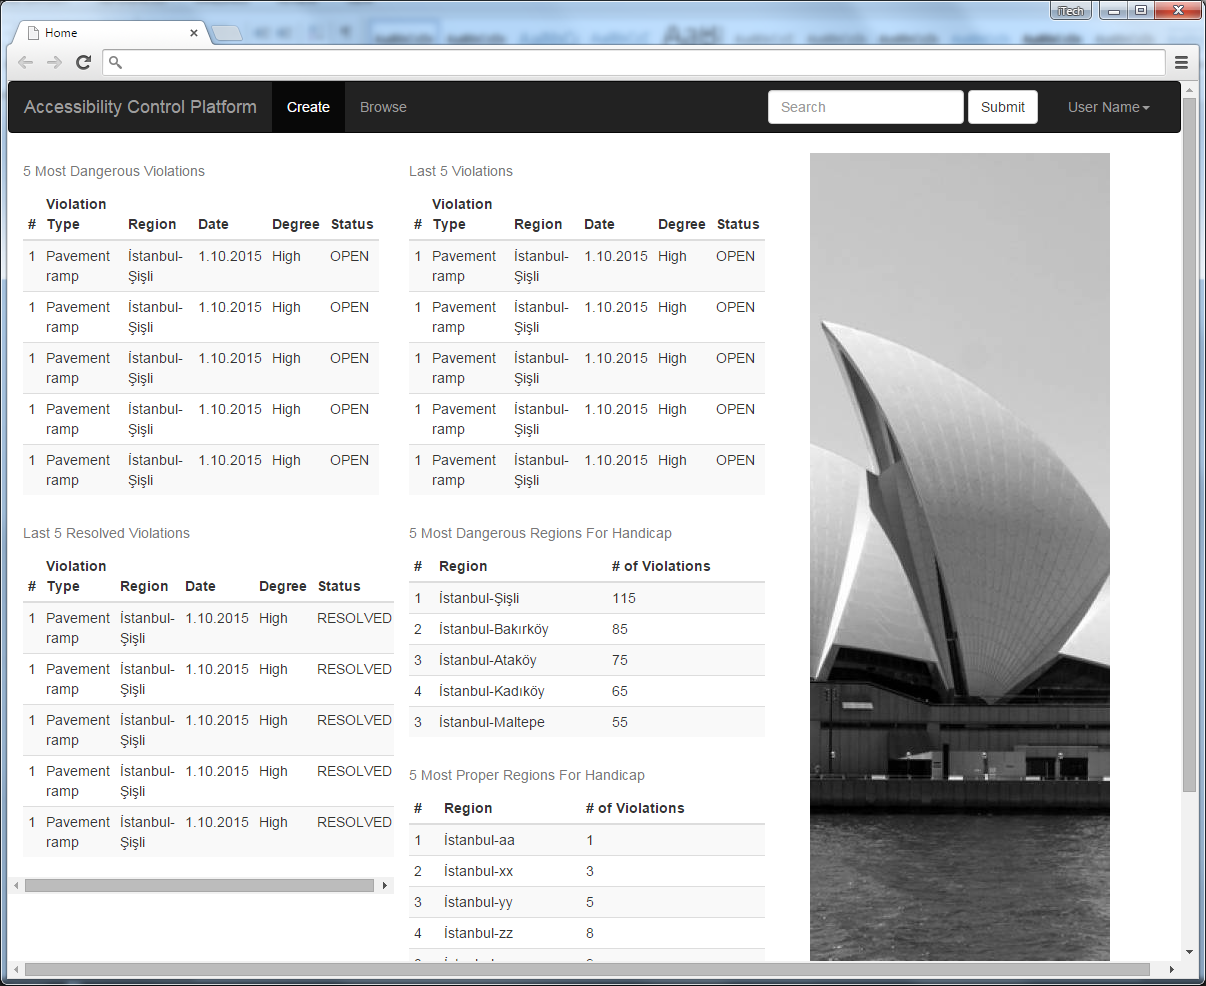 iTech
Home
Accessibility Control Platform Create Browse Search Submit User Name
5 Most Dangerous Violations
# Violation Type Region Date Degree Status
1 Pavement ramp İstanbul-Şişli 1.10.2015 High OPEN
1 Pavement ramp İstanbul-Şişli 1.10.2015 High OPEN
1 Pavement ramp İstanbul-Şişli 1.10.2015 High OPEN
1 Pavement ramp İstanbul-Şişli 1.10.2015 High OPEN
1 Pavement ramp İstanbul-Şişli 1.10.2015 High OPEN
Last 5 Violations
# Violation Type Region Date Degree Status
1 Pavement ramp İstanbul-Şişli 1.10.2015 High OPEN
1 Pavement ramp İstanbul-Şişli 1.10.2015 High OPEN
1 Pavement ramp İstanbul-Şişli 1.10.2015 High OPEN
1 Pavement ramp İstanbul-Şişli 1.10.2015 High OPEN
1 Pavement ramp İstanbul-Şişli 1.10.2015 High OPEN
Last 5 Resolved Violations
# Violation Type Region Date Degree Status
1 Pavement ramp İstanbul-Şişli 1.10.2015 High RESOLVED
1 Pavement ramp İstanbul-Şişli 1.10.2015 High RESOLVED
1 Pavement ramp İstanbul-Şişli 1.10.2015 High RESOLVED
1 Pavement ramp İstanbul-Şişli 1.10.2015 High RESOLVED
1 Pavement ramp İstanbul-Şişli 1.10.2015 High RESOLVED
5 Most Dangerous Regions For Handicap
# Region # of Violations
1 İstanbul-Şişli 115
2 İstanbul-Bakırköy 85
3 İstanbul-Ataköy 75
4 İstanbul-Kadıköy 65
3 İstanbul-Maltepe 55
5 Most Proper Regions For Handicap
# Region # of Violations
1 İstanbul-aa 1
2 İstanbul-xx 3
3 İstanbul-yy 5
4 İstanbul-zz 8